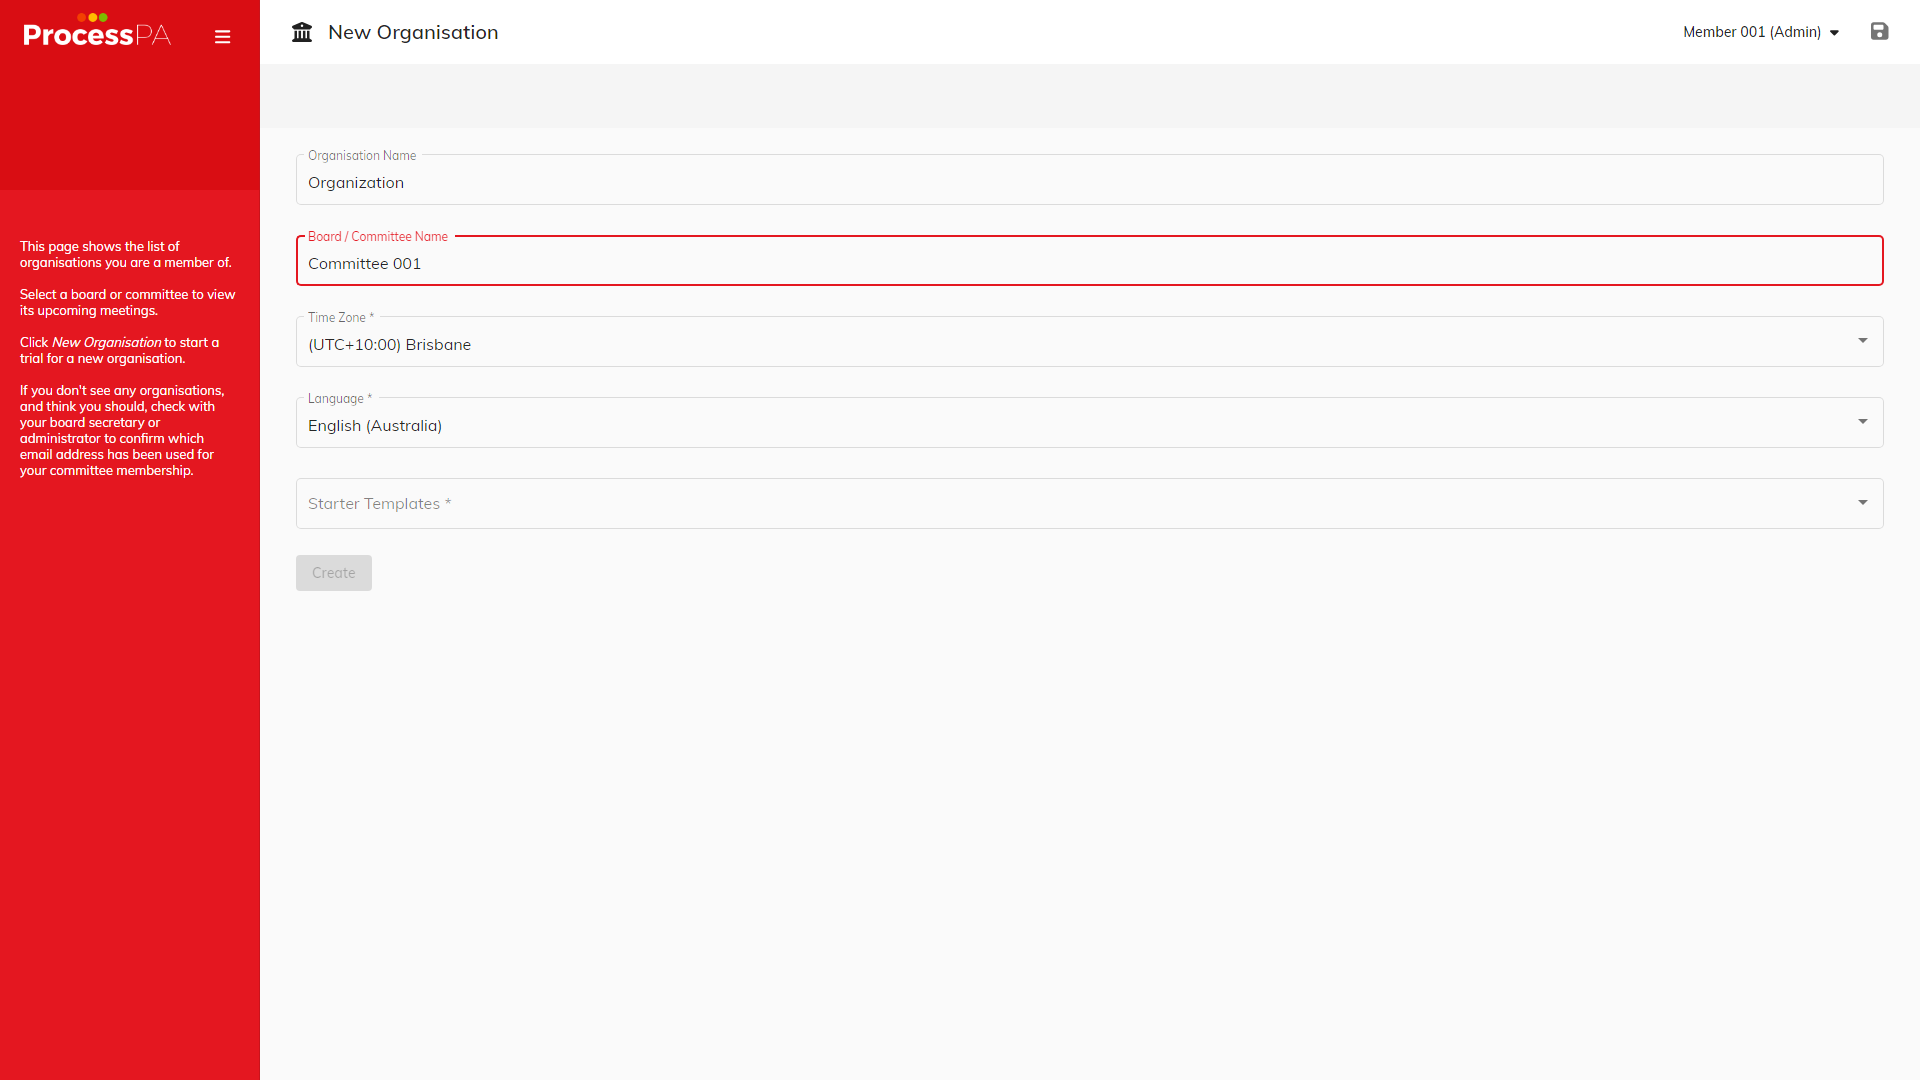 ProcessPA
New Organisation
Member 001 (Admin)
This page shows the list of
organisations you are a member of.
Select a board or committee to view
its upcoming meetings.
Click New Organisation to start a
trial for a new organisation.
If you don't see any organisations,
and think you should, check with
your board secretary or
administrator to confirm which
email address has been used for
your committee membership.
Organisation Name
Organization
Board / Committee Name
Committee 001
Time Zone *
(UTC+10:00) Brisbane
Language *
English (Australia)
Starter Templates *
Create